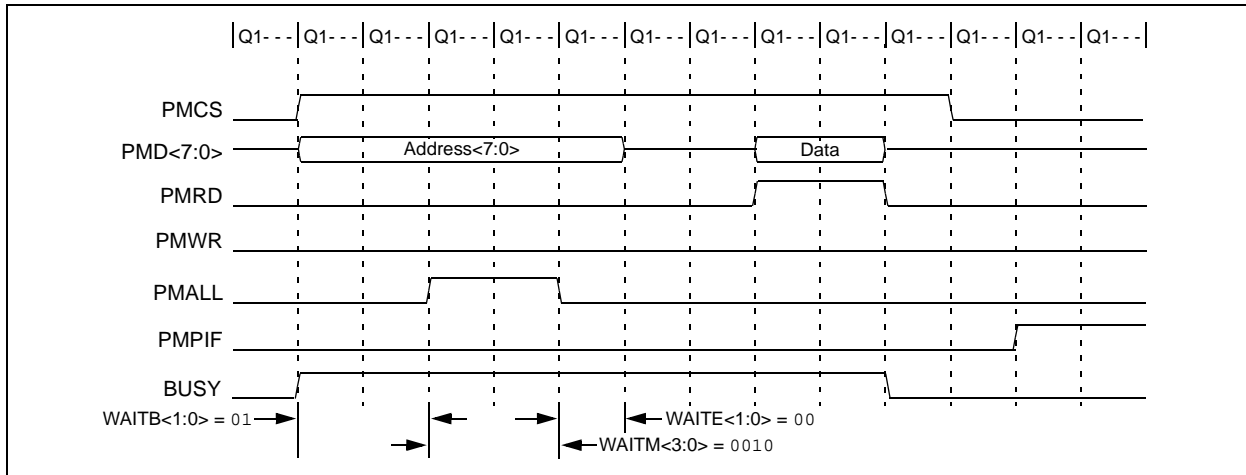 Q1- - - Q1- - - Q1- - - Q1- - - Q1- - - Q1- - - Q1- - - Q1- - - Q1- - - Q1- - - Q1- - - Q1- - - Q1- - - Q1- - -
PMCS
PMD<7:0> Address<7:0> Data
PMRD
PMWR
PMALL
PMPIF
BUSY
WAITB<1:0> = 01 WAITE<1:0> = 00
WAITM<3:0> = 0010